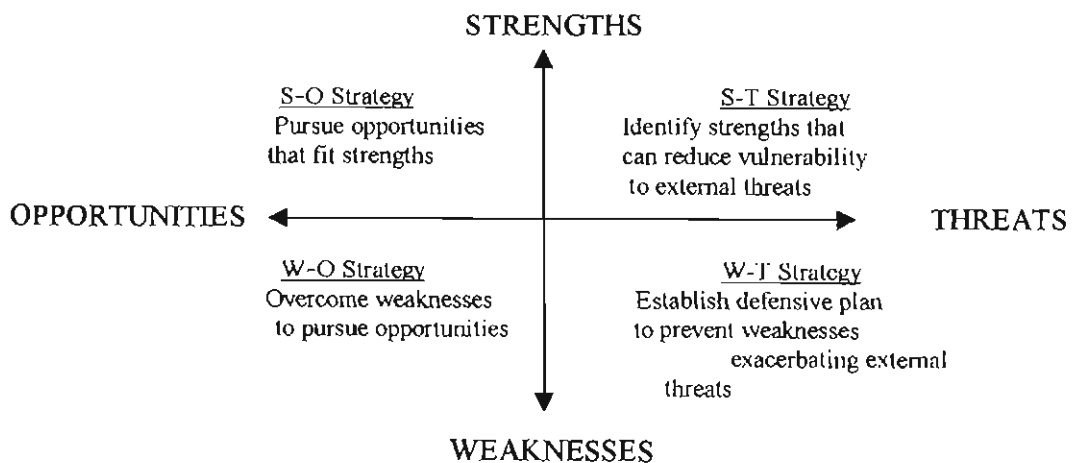 STRENGTHS
S-O Strategy
Pursue opportunities
that fit strengths
S-T Strategy
Identify strengths that
can reduce vulnerability
to external threats
OPPORTUNITIES
THREATS
W-O Strategy
Overcome weaknesses
to pursue opportunities
W-T Strategy
Establish defensive plan
to prevent weaknesses
exacerbating external
threats
WEAKNESSES